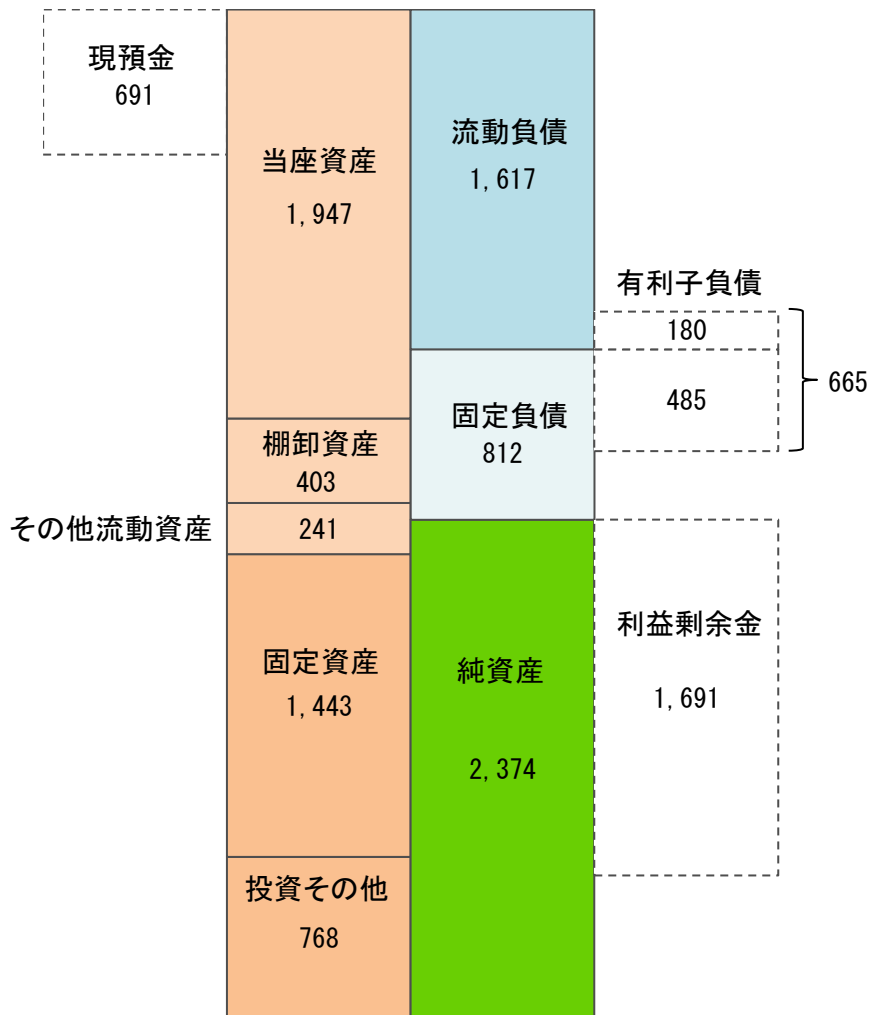 現預金
691
当座資産
1,947
流動負債
1,617
有利子負債
180
485
665
固定負債
812
棚卸資産
403
その他流動資産
241
固定資産
1,443
純資産
2,374
利益剰余金
1,691
投資その他
768